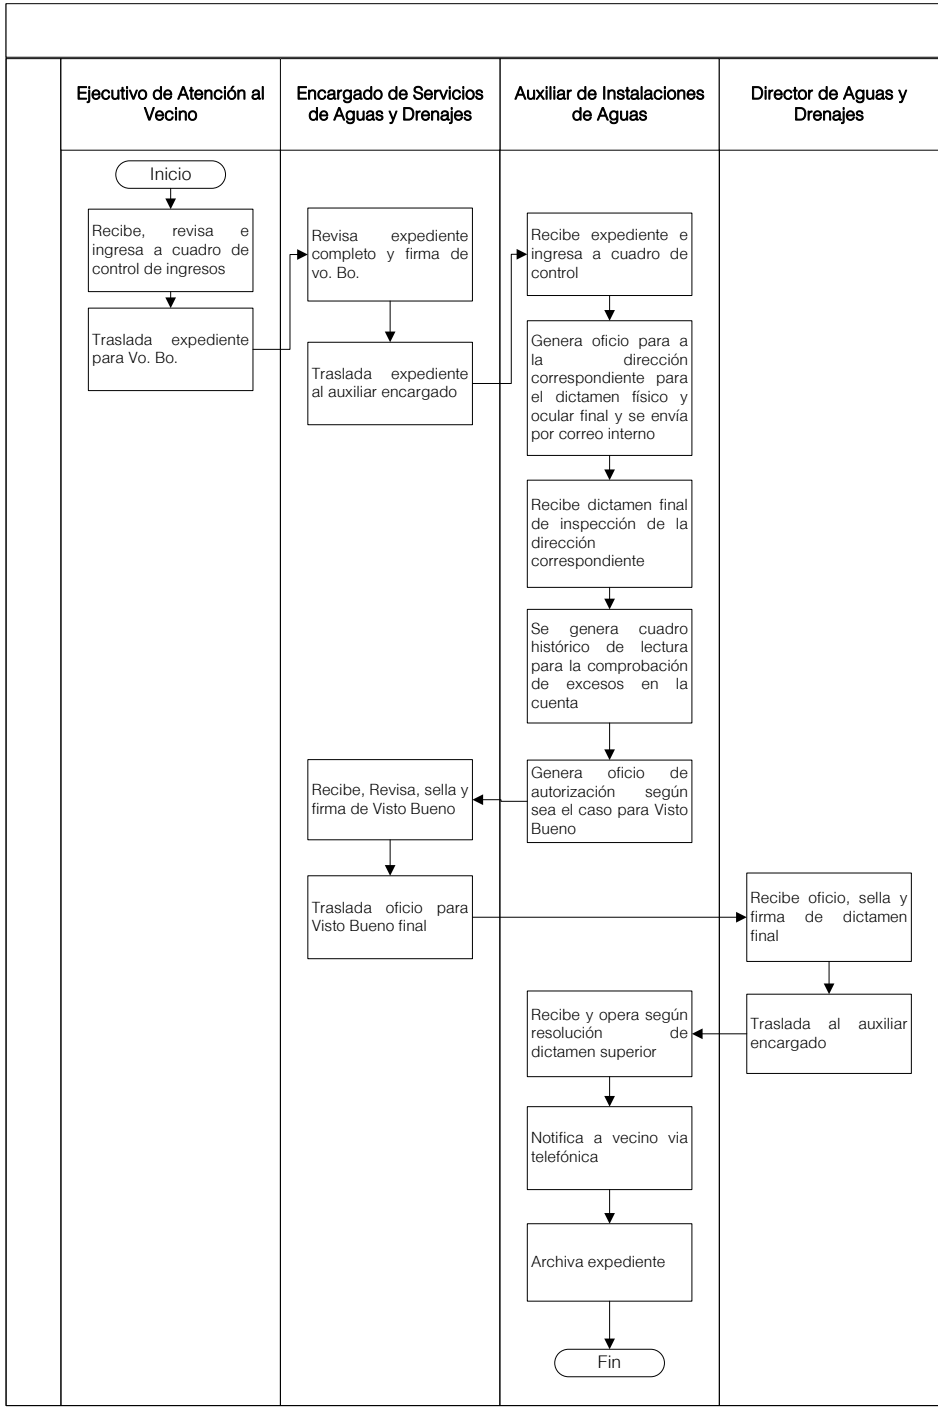 Ejecutivo de Atención al
Vecino
Encargado de Servicios
de Aguas y Drenajes
Auxiliar de Instalaciones
de Aguas
Director de Aguas y
Drenajes
Inicio
Recibe, revisa e
ingresa a cuadro de
control de ingresos
Traslada expediente
para Vo. Bo.
Revisa expediente
completo y firma de
vo. Bo.
Traslada expediente
al auxiliar encargado
Recibe expediente e
ingresa a cuadro de
control
Genera oficio para a
la dirección
correspondiente para
el dictamen físico y
ocular final y se envía
por correo interno
Recibe dictamen final
de inspección de la
dirección
correspondiente
Se genera cuadro
histórico de lectura
para la comprobación
de excesos en la
cuenta
Genera oficio de
autorización según
sea el caso para Visto
Bueno
Recibe, Revisa, sella y
firma de Visto Bueno
Traslada oficio para
Visto Bueno final
Recibe oficio, sella y
firma de dictamen
final
Traslada al auxiliar
encargado
Recibe y opera según
resolución de
dictamen superior
Notifica a vecino via
telefónica
Archiva expediente
Fin